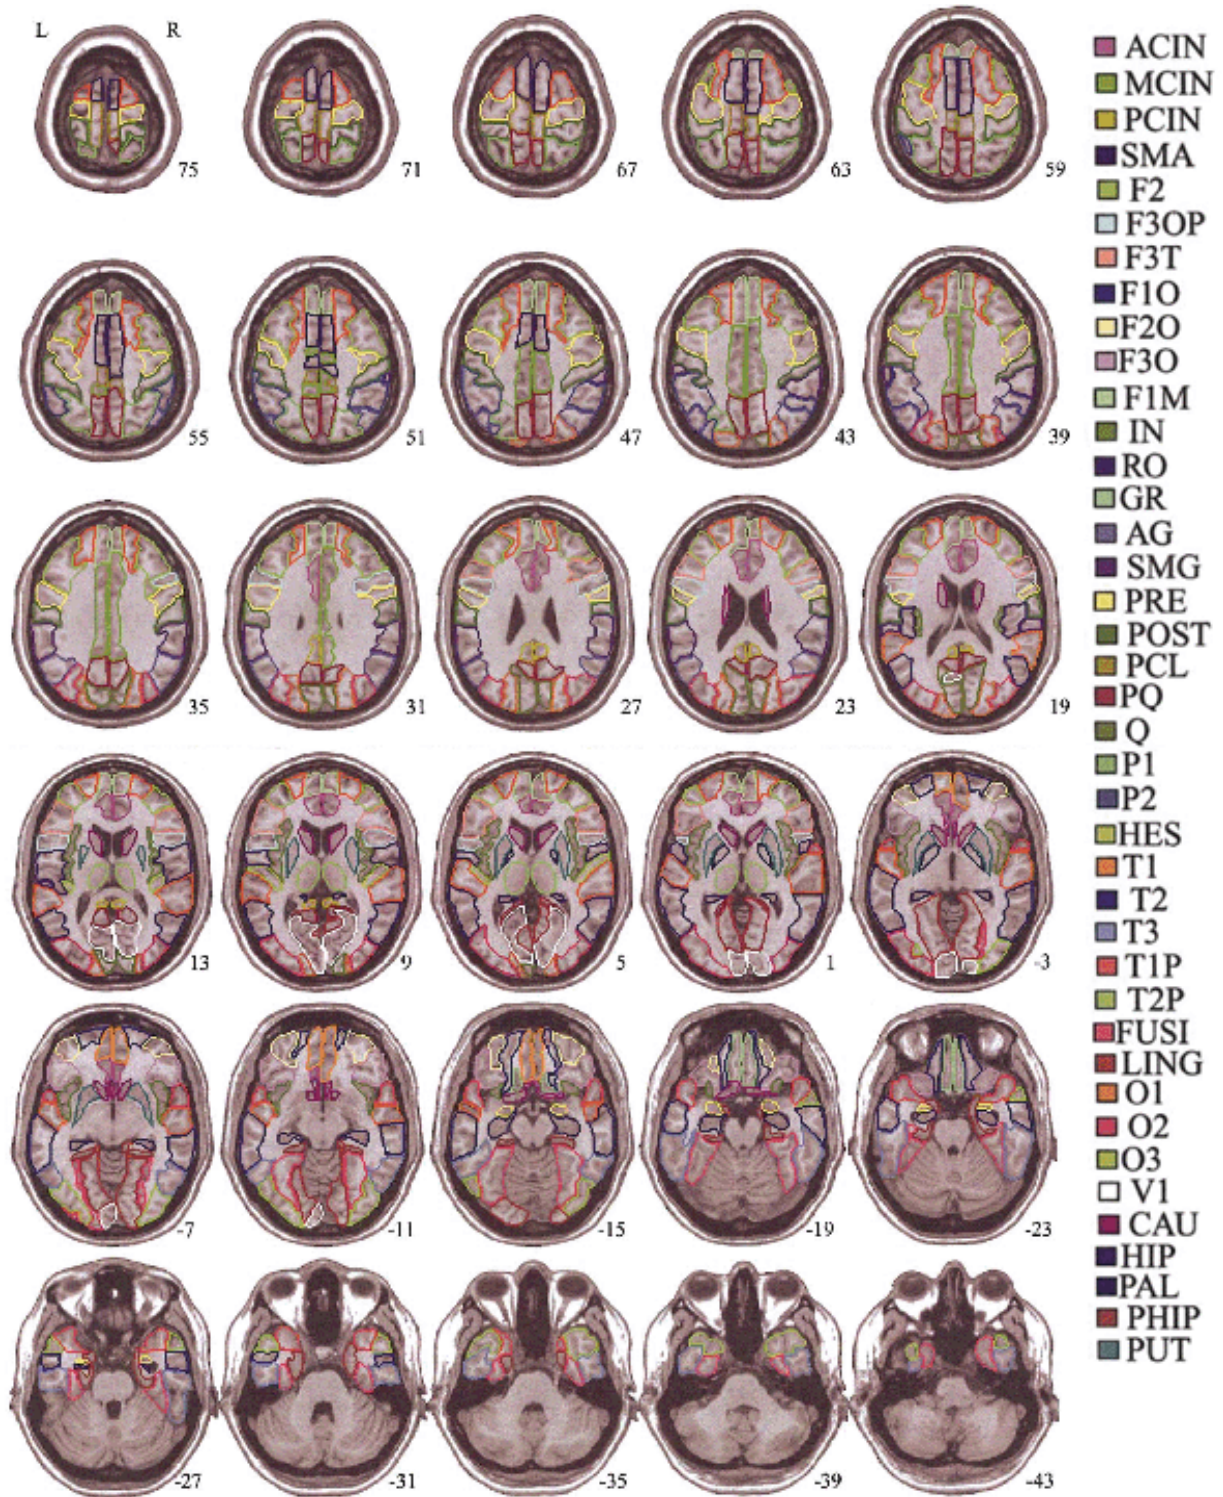 L R
75 71 67 63 59
55 51 47 43 39
35 31 27 23 19
13 9 5 1 -3
-7 -11 -15 -19 -23
-27 -31 -35 -39 -43
ACIN
MCIN
PCIN
SMA
F2
F3OP
F3T
F1O
F2O
F3O
F1M
IN
RO
GR
AG
SMG
PRE
POST
PCL
PQ
Q
P1
P2
HES
T1
T2
T3
T1P
T2P
FUSI
LING
O1
O2
O3
V1
CAU
HIP
PAL
PHIP
PUT